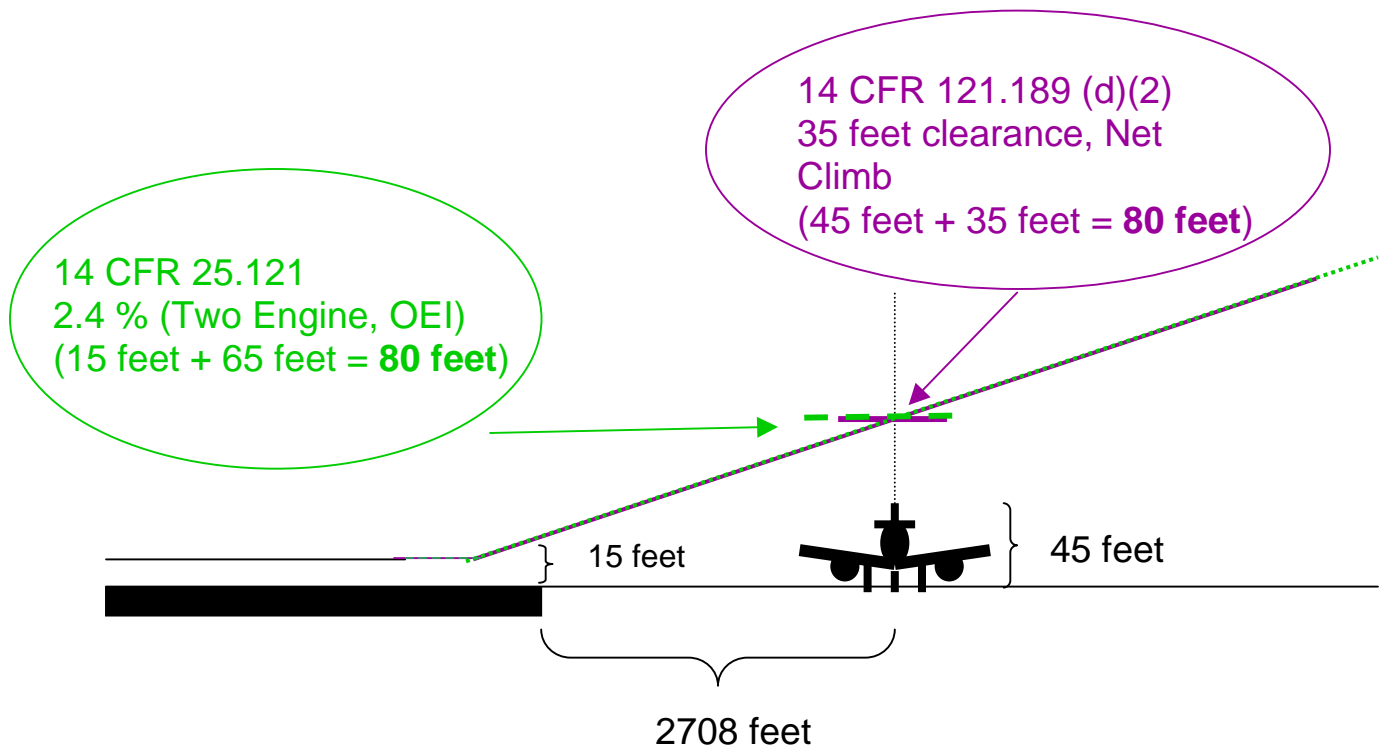 14 CFR 121.189 (d)(2)
35 feet clearance, Net
Climb
(45 feet + 35 feet = 80 feet)
14 CFR 25.121
2.4 % (Two Engine, OEI)
(15 feet + 65 feet = 80 feet)
15 feet
45 feet
2708 feet